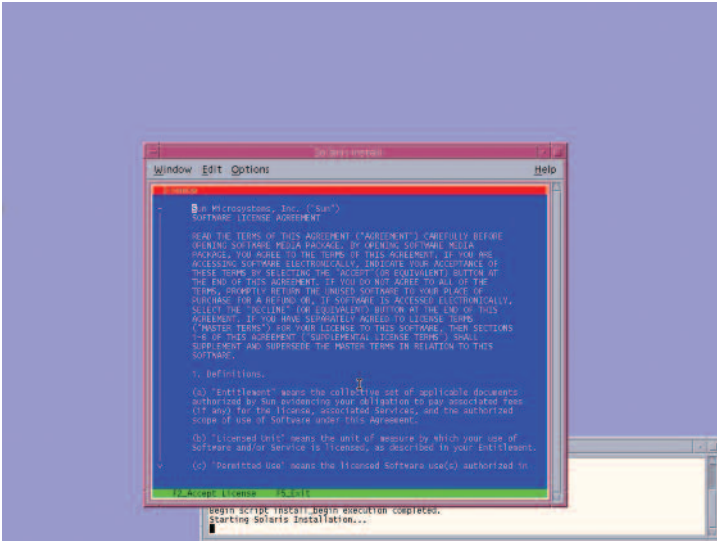 Solaris Install
Window Edit Options Help
License
Sun Microsystems, Inc. ("Sun")
SOFTWARE LICENSE AGREEMENT
READ THE TERMS OF THIS AGREEMENT ("AGREEMENT") CAREFULLY BEFORE
OPENING SOFTWARE MEDIA PACKAGE. BY OPENING SOFTWARE MEDIA
PACKAGE, YOU AGREE TO THE TERMS OF THIS AGREEMENT. IF YOU ARE
ACCESSING SOFTWARE ELECTRONICALLY, INDICATE YOUR ACCEPTANCE OF
THESE TERMS BY SELECTING THE "ACCEPT"(OR EQUIVALENT) BUTTON AT
THE END OF THIS AGREEMENT. IF YOU DO NOT AGREE TO ALL OF THE
TERMS, PROMPTLY RETURN THE UNUSED SOFTWARE TO YOUR PLACE OF
PURCHASE FOR A REFUND OR, IF SOFTWARE IS ACCESSED ELECTRONICALLY,
SELECT THE "DECLINE" (OR EQUIVALENT) BUTTON AT THE END OF THIS
AGREEMENT. IF YOU HAVE SEPARATELY AGREED TO LICENSE TERMS
("MASTER TERMS") FOR YOUR LICENSE TO THIS SOFTWARE, THEN SECTIONS
1-6 OF THIS AGREEMENT ("SUPPLEMENTAL LICENSE TERMS") SHALL
SUPPLEMENT AND SUPERSEDE THE MASTER TERMS IN RELATION TO THIS
SOFTWARE.
1. Definitions.
(a) "Entitlement" means the collective set of applicable documents
authorized by Sun evidencing your obligation to pay associated fees
(if any) for the license, associated Services, and the authorized
scope of use of Software under this Agreement.
(b) "Licensed Unit" means the unit of measure by which your use of
Software and/or Service is licensed, as described in your Entitlement.
(c) "Permitted Use" means the licensed Software use(s) authorized in
F2_Accept License F5_Exit
Begin script install_begin execution completed.
Starting Solaris Installation...